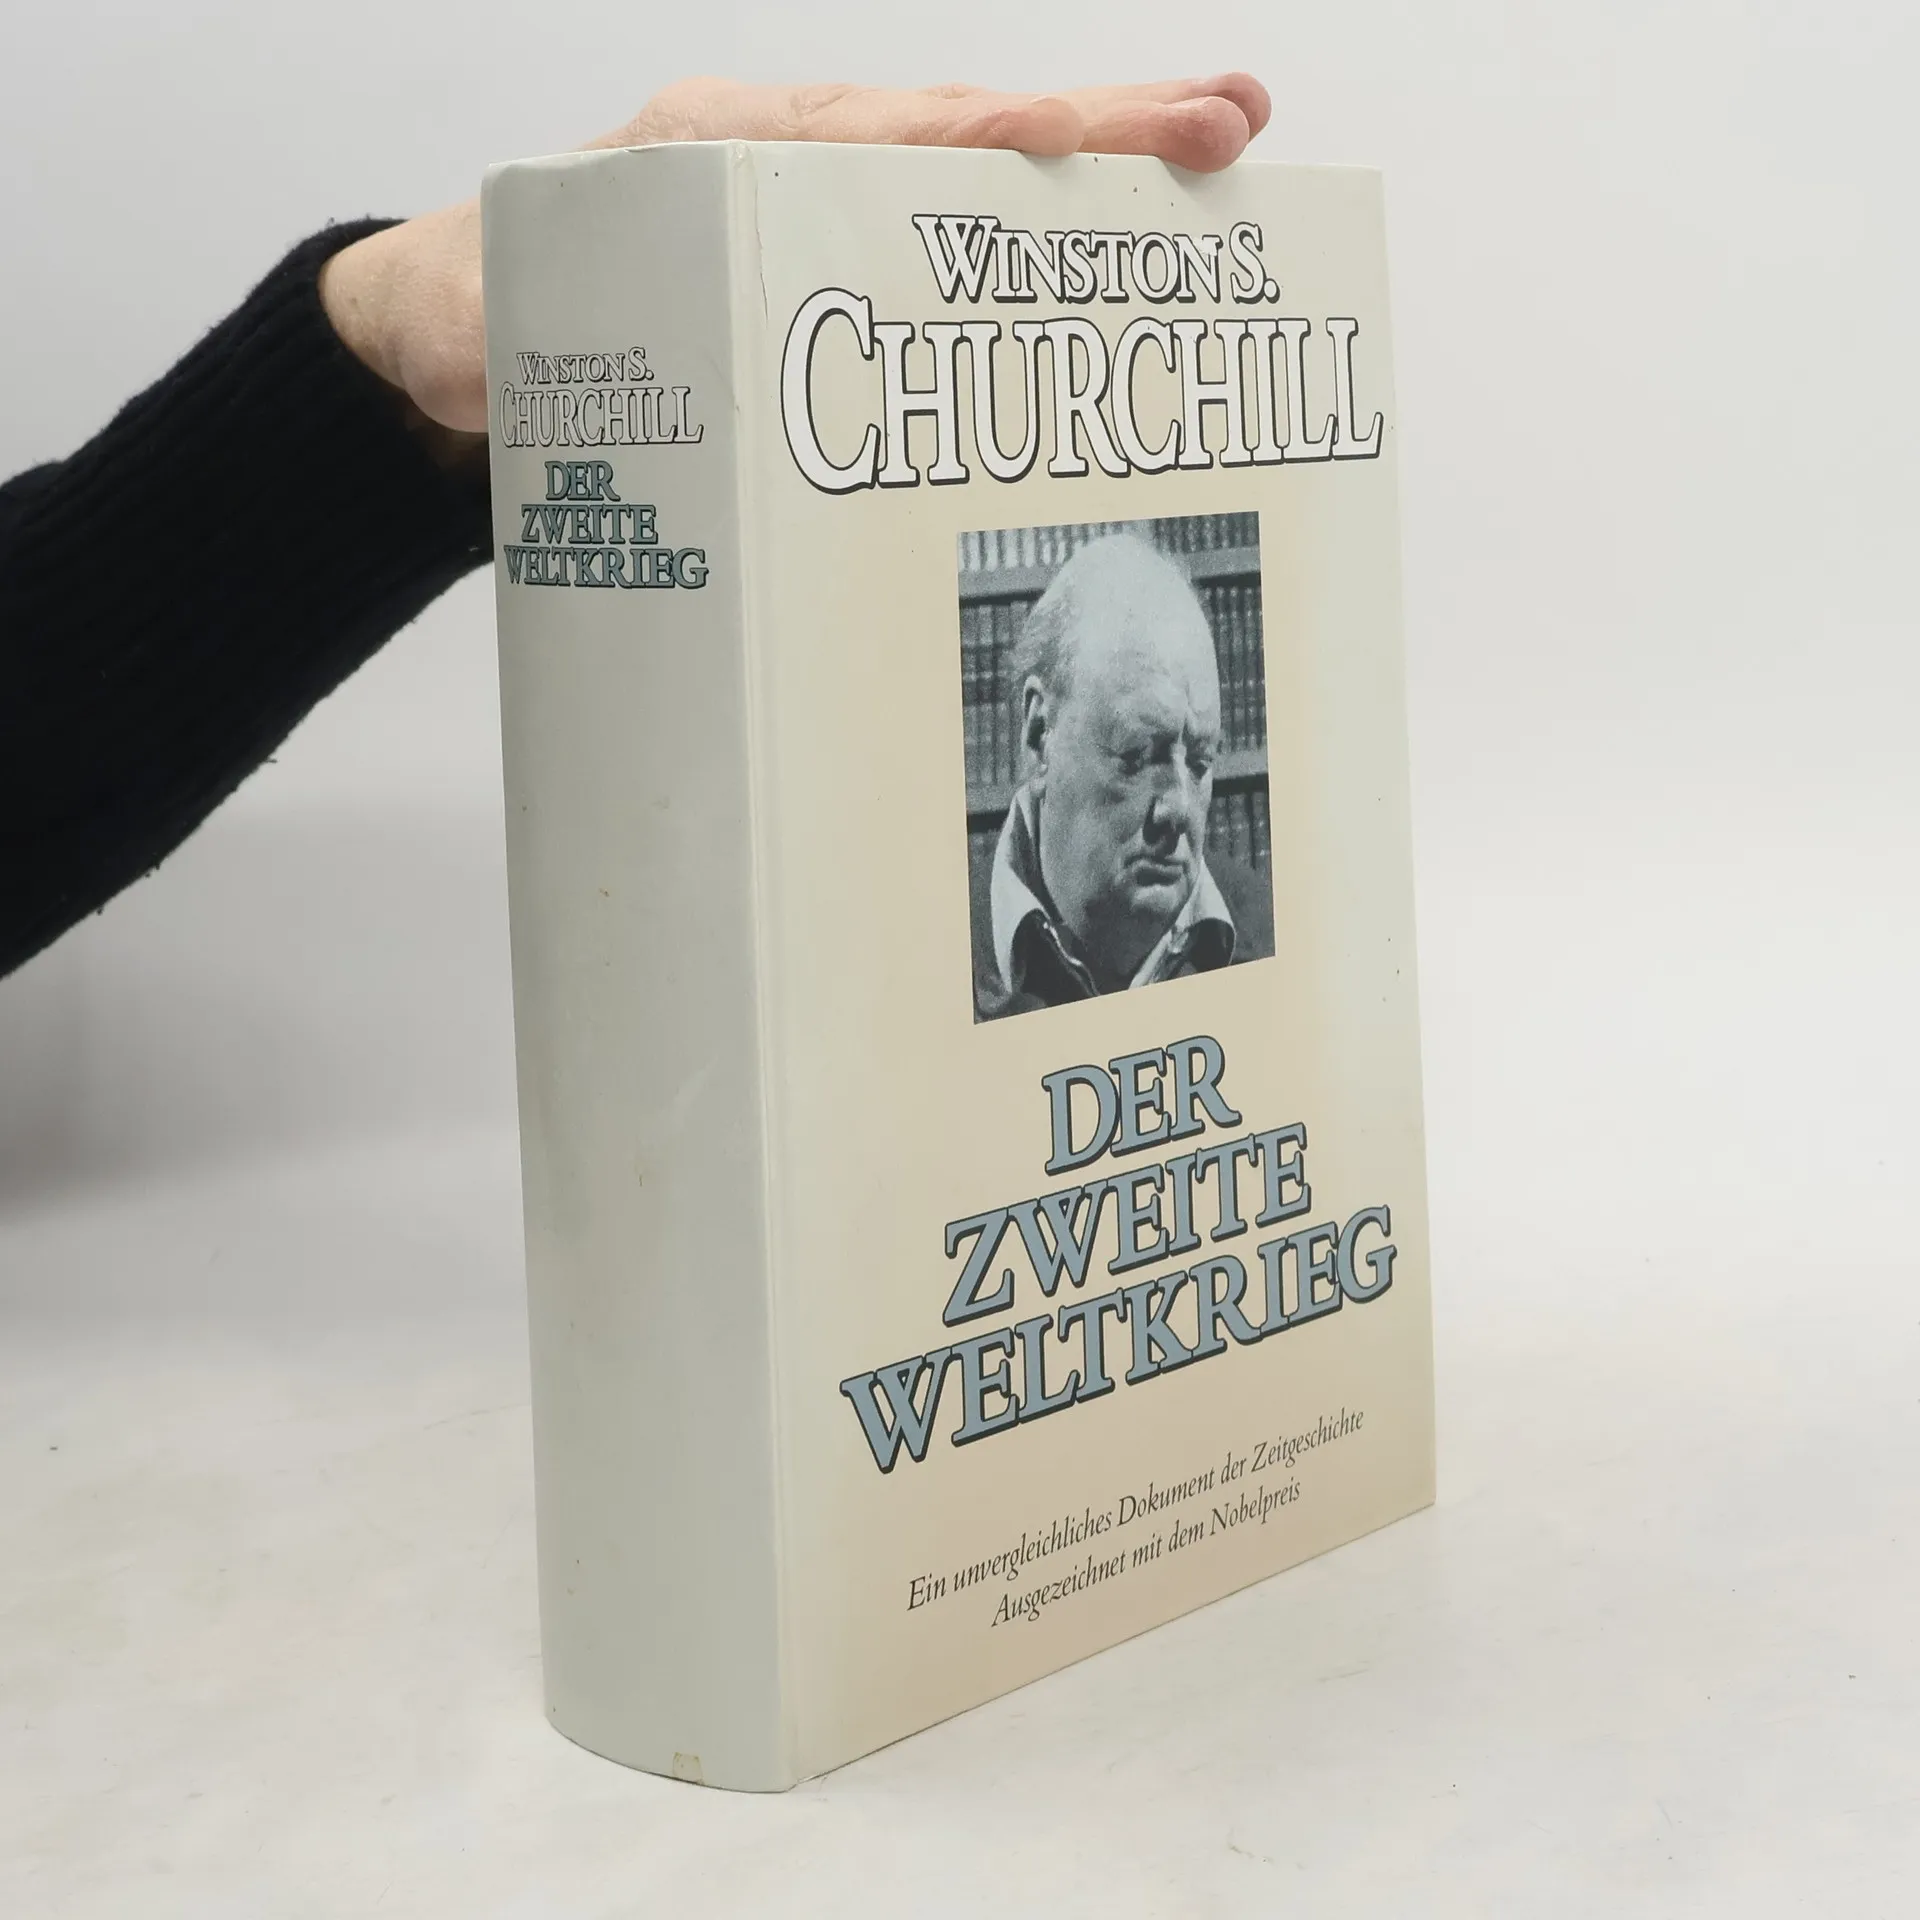 WINSTON S.
CHURCHILL
DER
ZWEITE
WELTKRIEG
WINSTON S.
CHURCHILL
DER
ZWEITE
WELTKRIEG
Ein unvergleichliches Dokument der Zeitgeschichte
Ausgezeichnet mit dem Nobelpreis